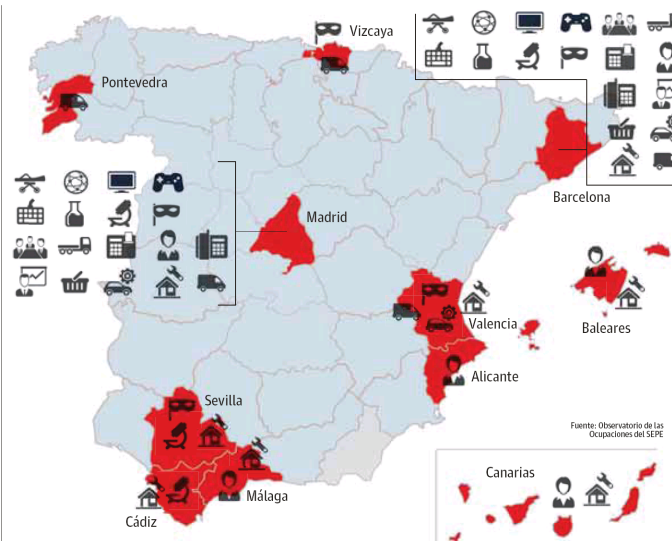 Vizcaya
Pontevedra
Madrid
Barcelona
Baleares
Valencia
Alicante
Sevilla
Málaga
Cádiz
Fuente: Observatorio de las
Ocupaciones del SEPE
Canarias